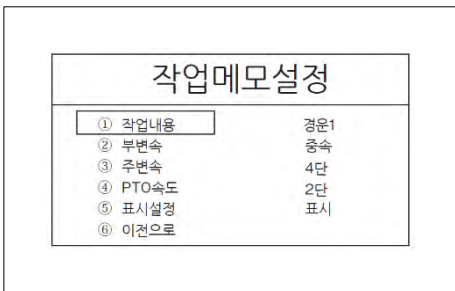 작업메모설정
① 작업내용 경운1
② 부변속 중속
③ 주변속 4단
④ PTO속도 2단
⑤ 표시설정 표시
⑥ 이전으로